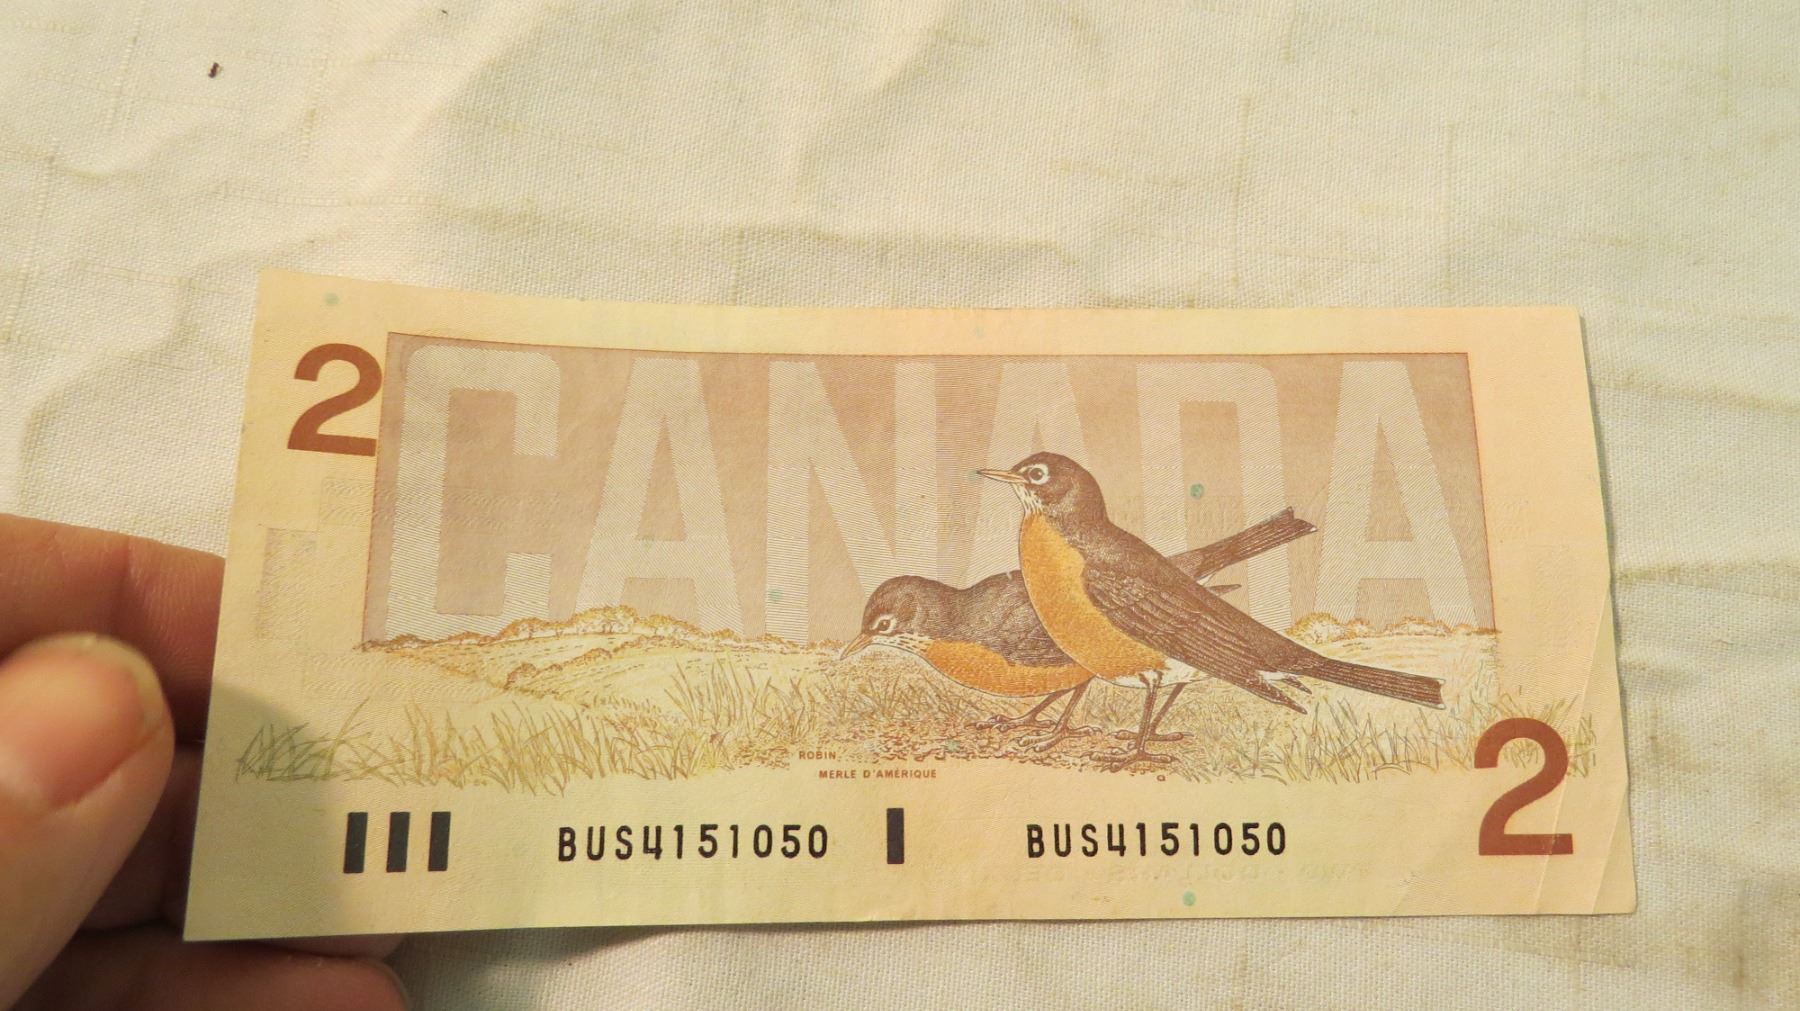 2
CANADA
ROBIN
MERLE D'AMÉRIQUE
BUS4151050
BUS4151050
2